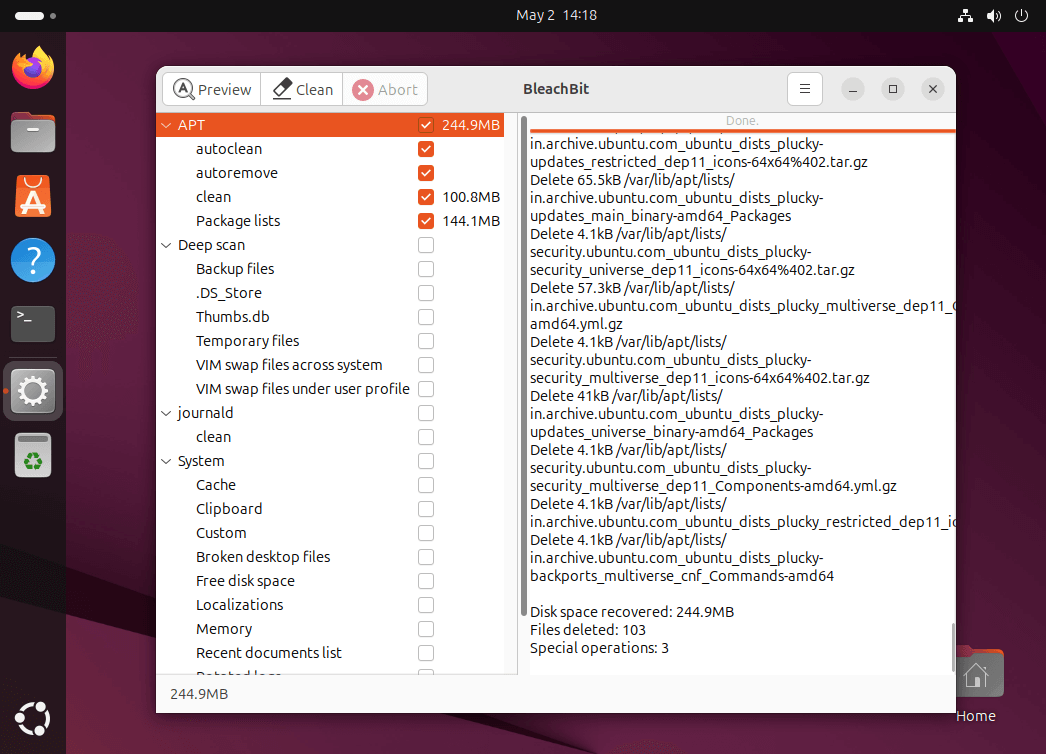 May 2 14:18
Preview
Clean
Abort
BleachBit
APT 244.9MB
autoclean
autoremove
clean 100.8MB
Package lists 144.1MB
Deep scan
Backup files
.DS_Store
Thumbs.db
Temporary files
VIM swap files across system
VIM swap files under user profile
journald
clean
System
Cache
Clipboard
Custom
Broken desktop files
Free disk space
Localizations
Memory
Recent documents list
244.9MB
Done.
in.archive.ubuntu.com_ubuntu_dists_plucky-
updates_restricted_dep11_icons-64x64%402.tar.gz
Delete 65.5kB /var/lib/apt/lists/
in.archive.ubuntu.com_ubuntu_dists_plucky-
updates_main_binary-amd64_Packages
Delete 4.1kB /var/lib/apt/lists/
security.ubuntu.com_ubuntu_dists_plucky-
security_universe_dep11_icons-64x64%402.tar.gz
Delete 57.3kB /var/lib/apt/lists/
in.archive.ubuntu.com_ubuntu_dists_plucky_multiverse_dep11_
amd64.yml.gz
Delete 4.1kB /var/lib/apt/lists/
security.ubuntu.com_ubuntu_dists_plucky-
security_multiverse_dep11_icons-64x64%402.tar.gz
Delete 41kB /var/lib/apt/lists/
in.archive.ubuntu.com_ubuntu_dists_plucky-
updates_universe_binary-amd64_Packages
Delete 4.1kB /var/lib/apt/lists/
security.ubuntu.com_ubuntu_dists_plucky-
security_multiverse_dep11_Components-amd64.yml.gz
Delete 4.1kB /var/lib/apt/lists/
in.archive.ubuntu.com_ubuntu_dists_plucky_restricted_dep11_ic
Delete 4.1kB /var/lib/apt/lists/
in.archive.ubuntu.com_ubuntu_dists_plucky-
backports_multiverse_cnf_Commands-amd64
Disk space recovered: 244.9MB
Files deleted: 103
Special operations: 3
Home